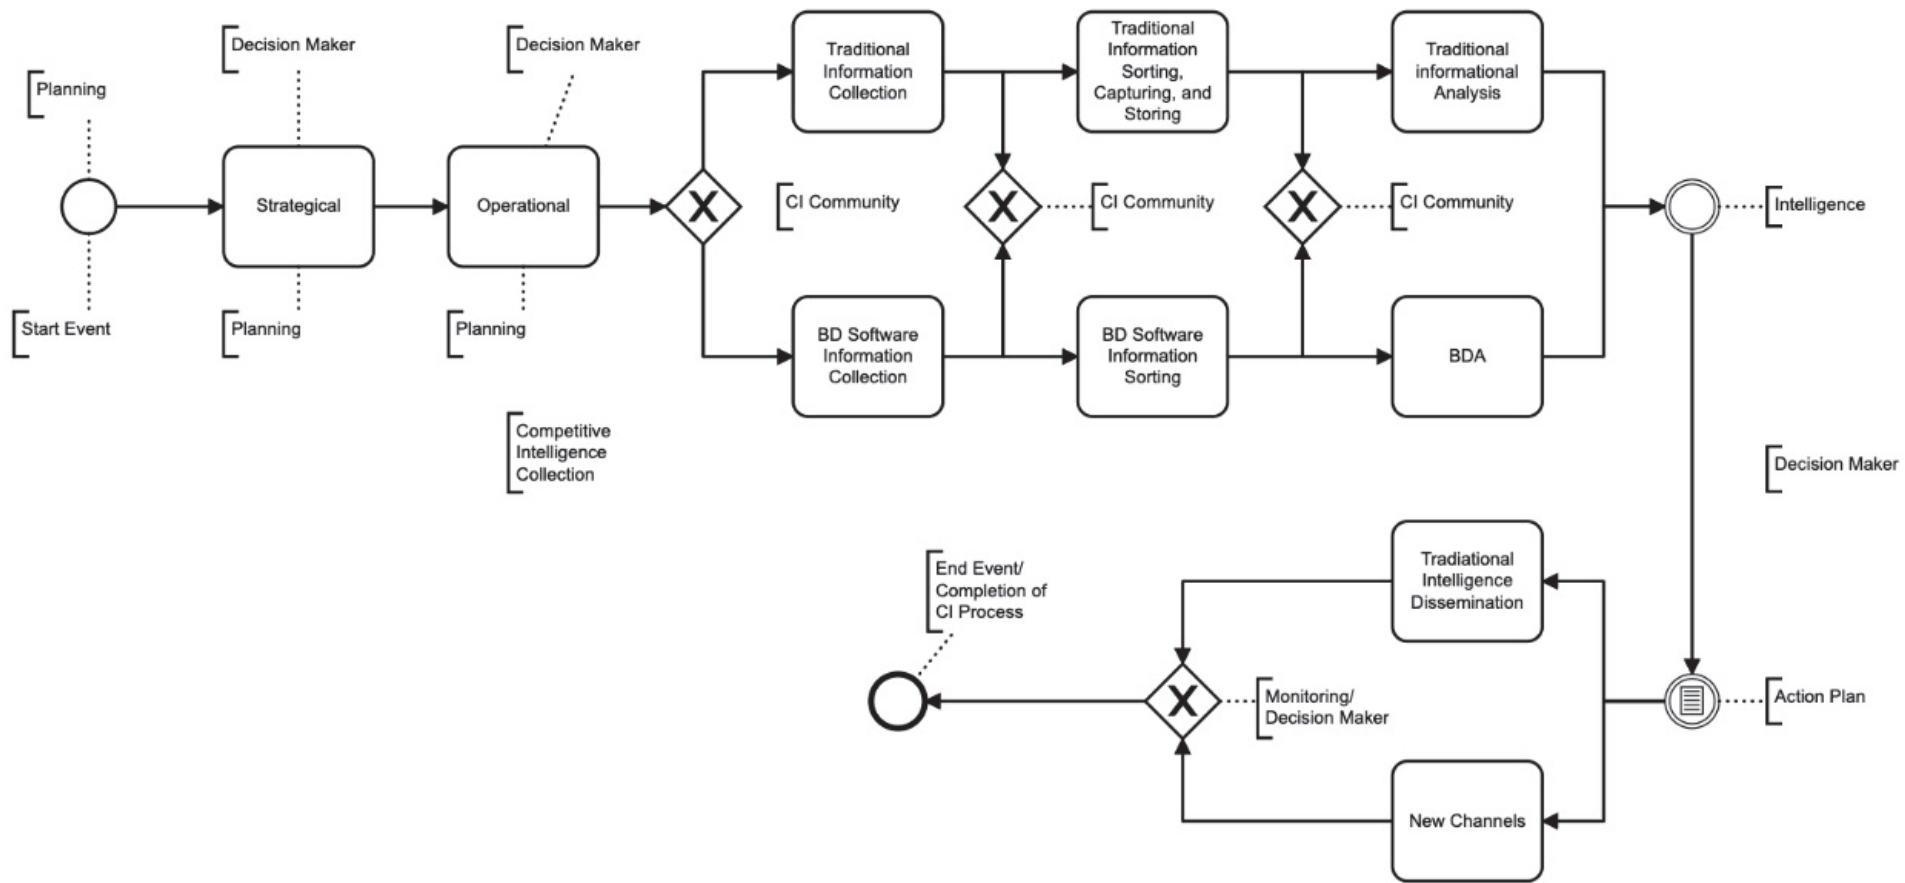 Planning
Start Event
Decision Maker
Strategical
Planning
Decision Maker
Operational
Planning
Competitive
Intelligence
Collection
X
CI Community
Traditional
Information
Collection
BD Software
Information
Collection
X
CI Community
Traditional
Information
Sorting,
Capturing, and
Storing
BD Software
Information
Sorting
X
CI Community
Traditional
informational
Analysis
BDA
Intelligence
Decision Maker
Action Plan
Tradiational
Intelligence
Dissemination
New Channels
X
Monitoring/
Decision Maker
End Event/
Completion of
CI Process